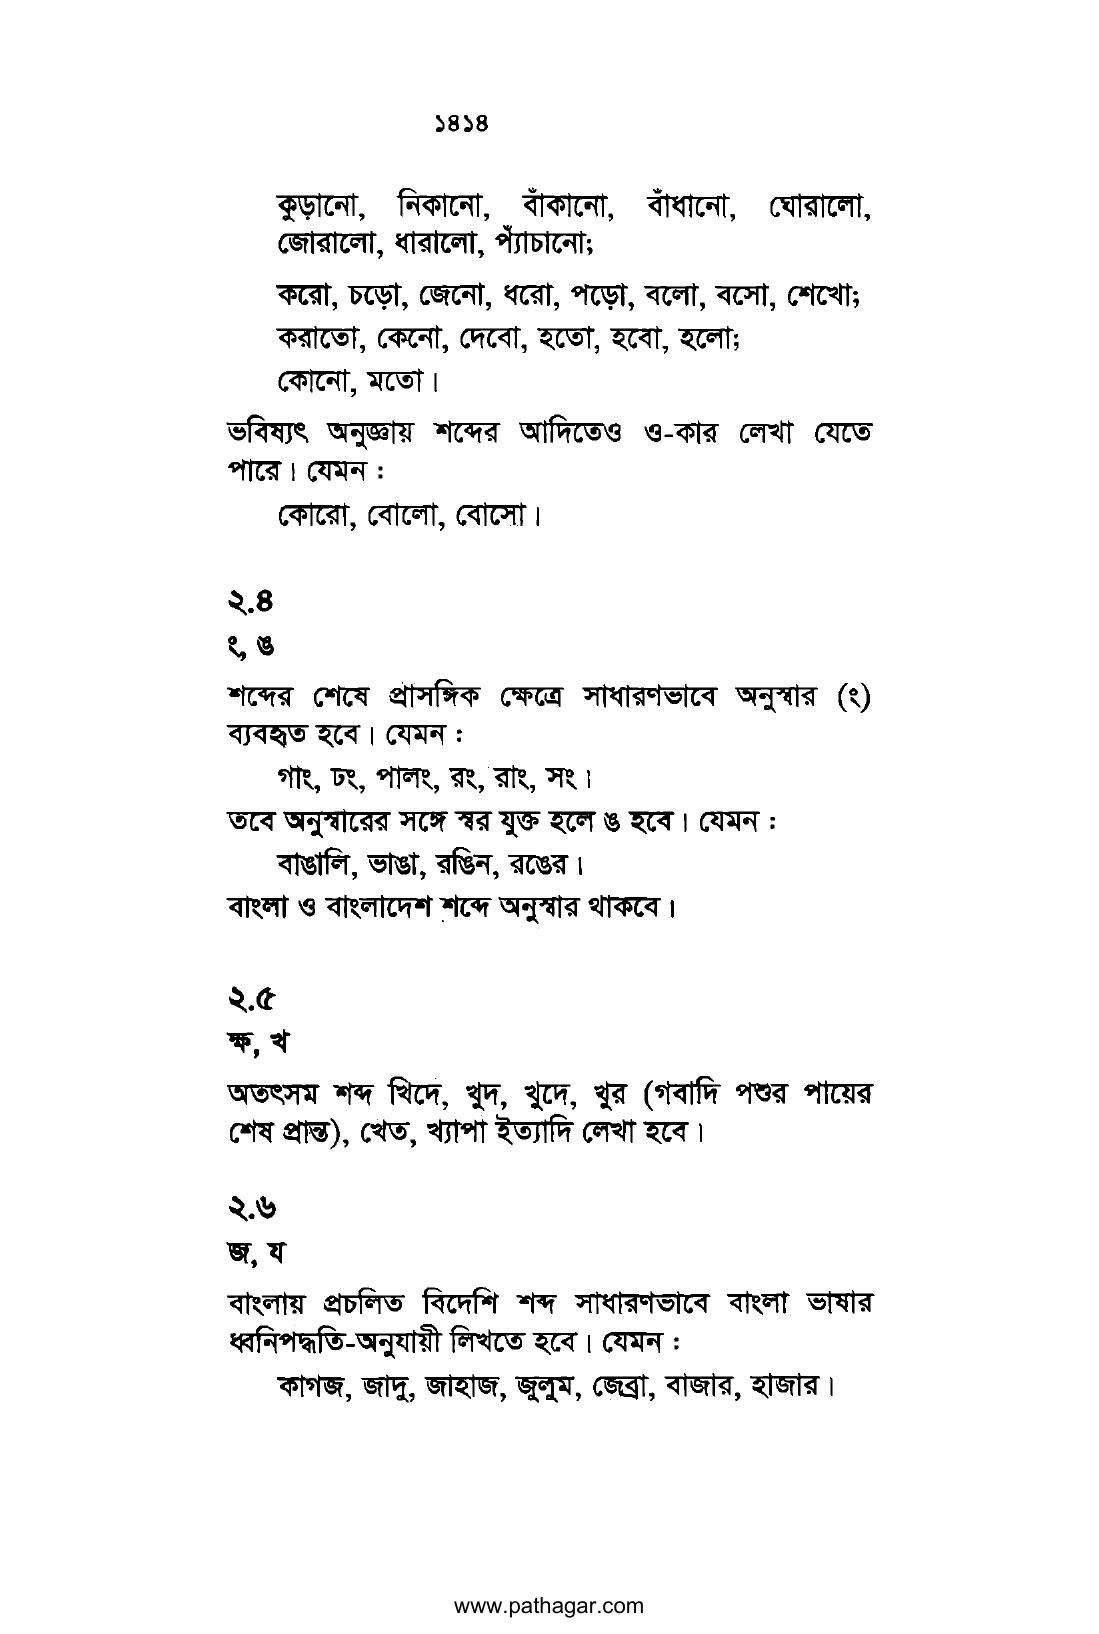 ১৪১৪
কুড়ানো, নিকানো, বাঁকানো, বাঁধানো, ঘোরালো,
জোরালো, ধারালো, প্যাঁচানো;
করো, চড়ো, জেনো, ধরো, পড়ো, বলো, বসো, শেখো;
করাতো, কেনো, দেবো, হতো, হবো, হলো;
কোনো, মতো।
ভবিষ্যৎ অনুজ্ঞায় শব্দের আদিতেও ও-কার লেখা যেতে
পারে। যেমন :
কোরো, বোলো, বোসো।
২.৪
ং, ঙ
শব্দের শেষে প্রাসঙ্গিক ক্ষেত্রে সাধারণভাবে অনুস্বার (ং)
ব্যবহৃত হবে। যেমন :
গাং, ঢং, পালং, রং, রাং, সং।
তবে অনুস্বারের সঙ্গে স্বর যুক্ত হলে ঙ হবে। যেমন :
বাঙালি, ভাঙা, রঙিন, রঙের।
বাংলা ও বাংলাদেশ শব্দে অনুস্বার থাকবে।
২.৫
ক্ষ, খ
অতৎসম শব্দ খিদে, খুদ, খুদে, খুর (গবাদি পশুর পায়ের
শেষ প্রান্ত), খেত, খ্যাপা ইত্যাদি লেখা হবে।
২.৬
জ, য
বাংলায় প্রচলিত বিদেশি শব্দ সাধারণভাবে বাংলা ভাষার
ধ্বনিপদ্ধতি-অনুযায়ী লিখতে হবে। যেমন :
কাগজ, জাদু, জাহাজ, জুলুম, জেব্রা, বাজার, হাজার।
www.pathagar.com